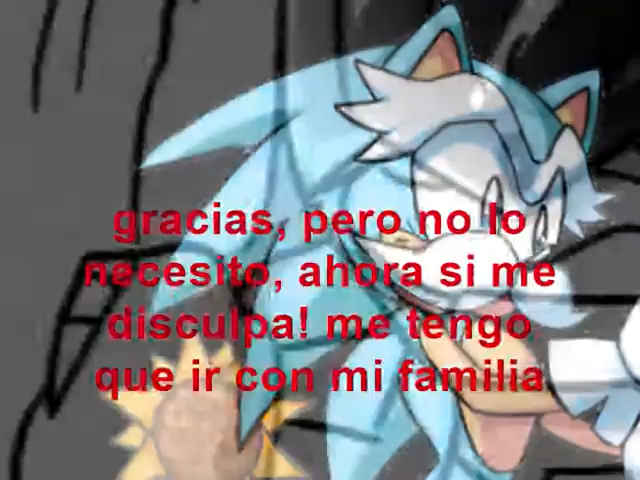 gracias, pero no lo
necesito, ahora si me
disculpa! me tengo
que ir con mi familia